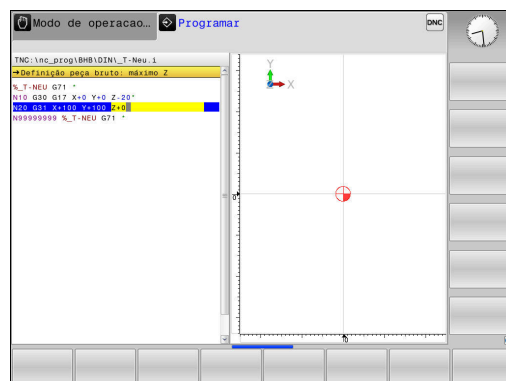 Modo de operacao... Programar
DNC
TNC:\nc_prog\BHB\DIN\_T-Neu.i
→Definição peça bruto: máximo Z
%_T-NEU G71 *
N10 G30 G17 X+0 Y+0 Z-20*
N20 G31 X+100 Y+100 Z+0
N99999999 %_T-NEU G71 *
Y
X
0